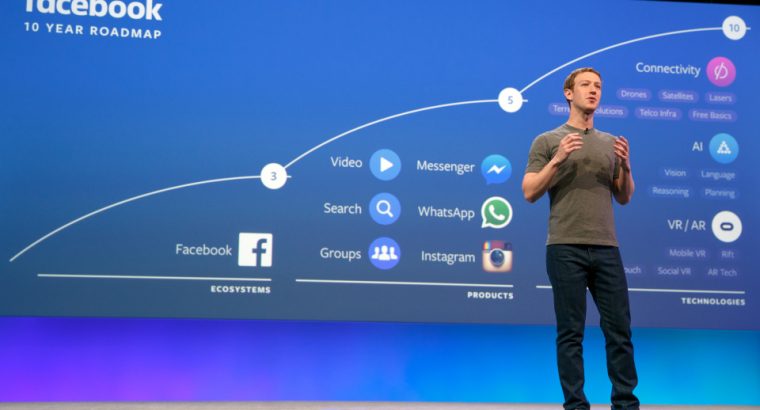 facebook
10 YEAR ROADMAP
10
5
3
Connectivity
Drones Satellites Lasers
Telco Infra Free Basics
AI
Vision Language
Reasoning Planning
VR / AR
Mobile VR Rift
Social VR AR Tech
TECHNOLOGIES
Video Messenger
Search WhatsApp
Groups Instagram
PRODUCTS
Facebook
ECOSYSTEMS